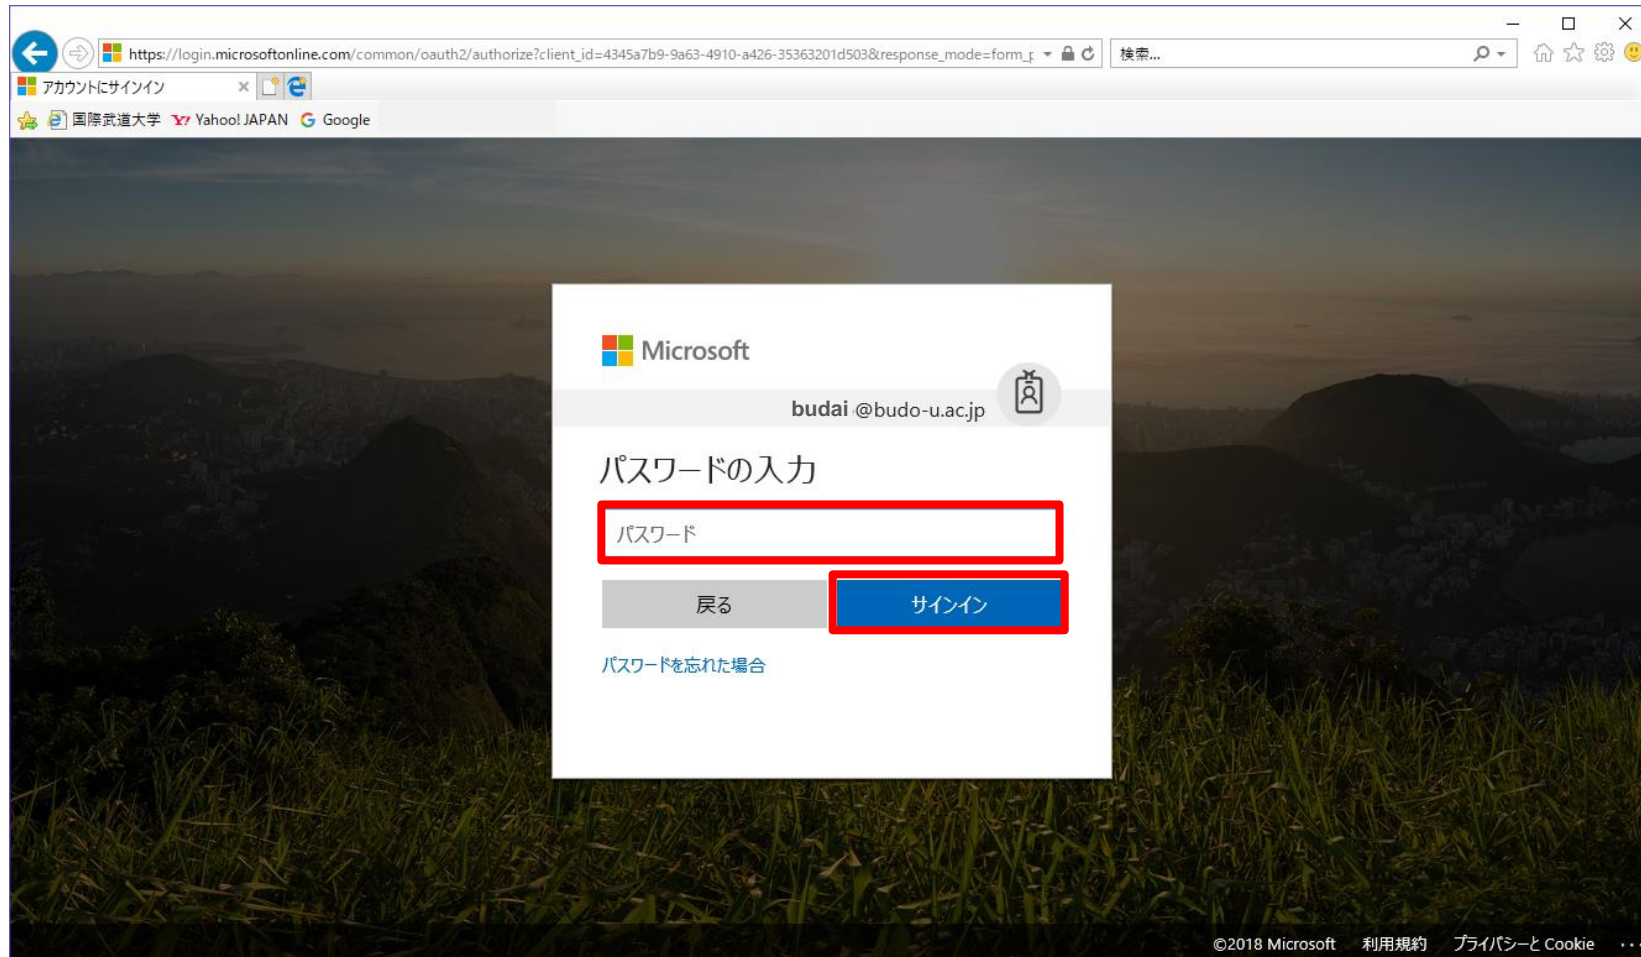 https://login.microsoftonline.com/common/oauth2/authorize?client_id=4345a7b9-9a63-4910-a426-35363201d503&response_mode=form_p
検索...
アカウントにサインイン
国際武道大学 Yahoo! JAPAN Google
Microsoft
budai @budo-u.ac.jp
パスワードの入力
パスワード
戻る サインイン
パスワードを忘れた場合
©2018 Microsoft 利用規約 プライバシーと Cookie ...